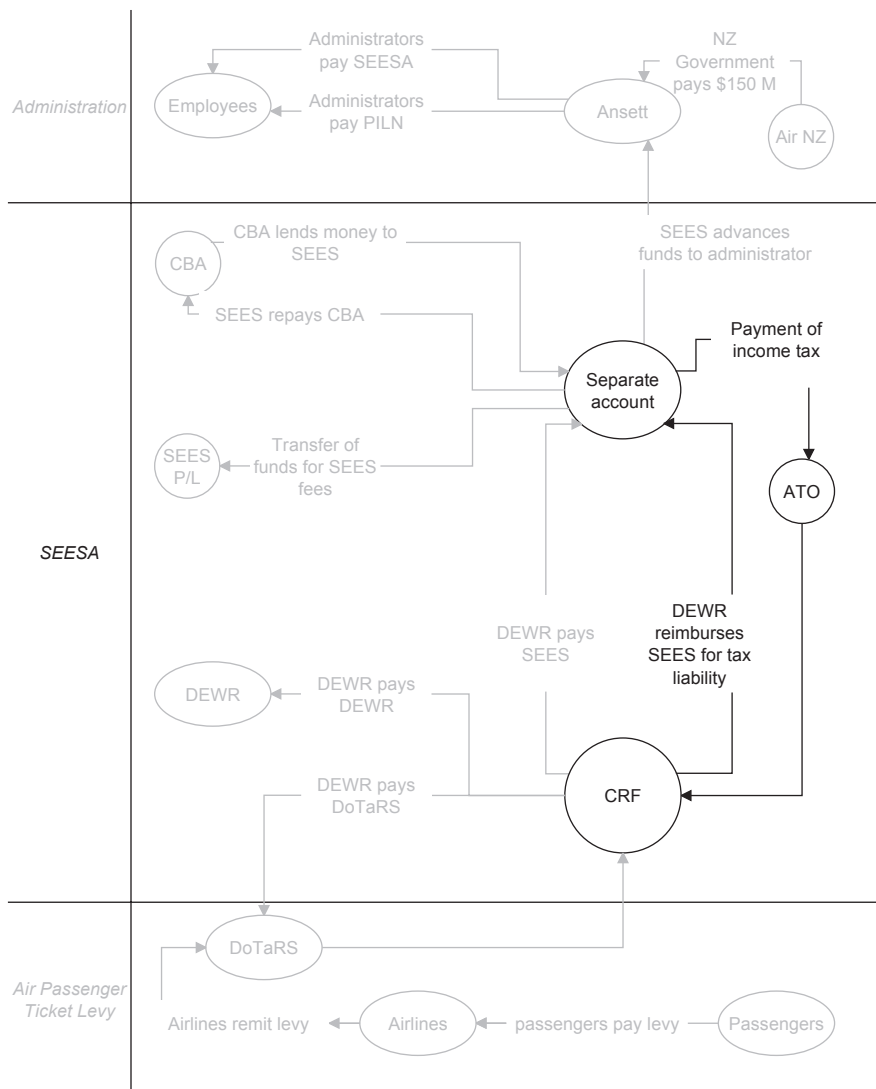 Administrators
pay SEESA
NZ
Government
pays $150 M
Administration
Employees
Administrators
pay PILN
Ansett
Air NZ
CBA lends money to
SEES
SEES advances
funds to administrator
CBA
SEES repays CBA
Payment of
income tax
Separate
account
SEES
P/L
Transfer of
funds for SEES
fees
ATO
SEESA
DEWR pays
SEES
DEWR
reimburses
SEES for tax
liability
DEWR
DEWR pays
DEWR
DEWR pays
DoTaRS
CRF
DoTaRS
Air Passenger
Ticket Levy
Airlines remit levy
Airlines
passengers pay levy
Passengers